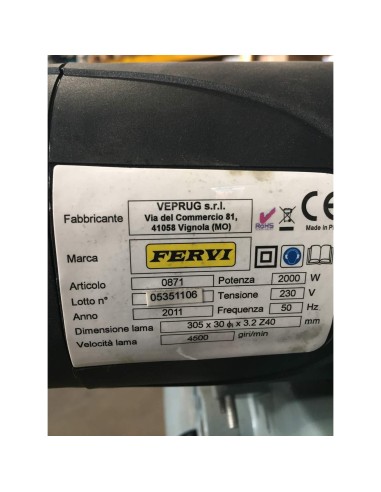 Fabbricante VEPRUG s.r.l.
Via del Commercio 81,
41058 Vignola (MO)
RoHS
CE
Made in
Marca FERVI
Articolo 0871 Potenza 2000 W
Lotto n° 05351106 Tensione 230 V
Anno 2011 Frequenza 50 Hz
Dimensione lama 305 x 30 ɸi x 3.2 Z40 mm
Velocità lama 4500 giri/min